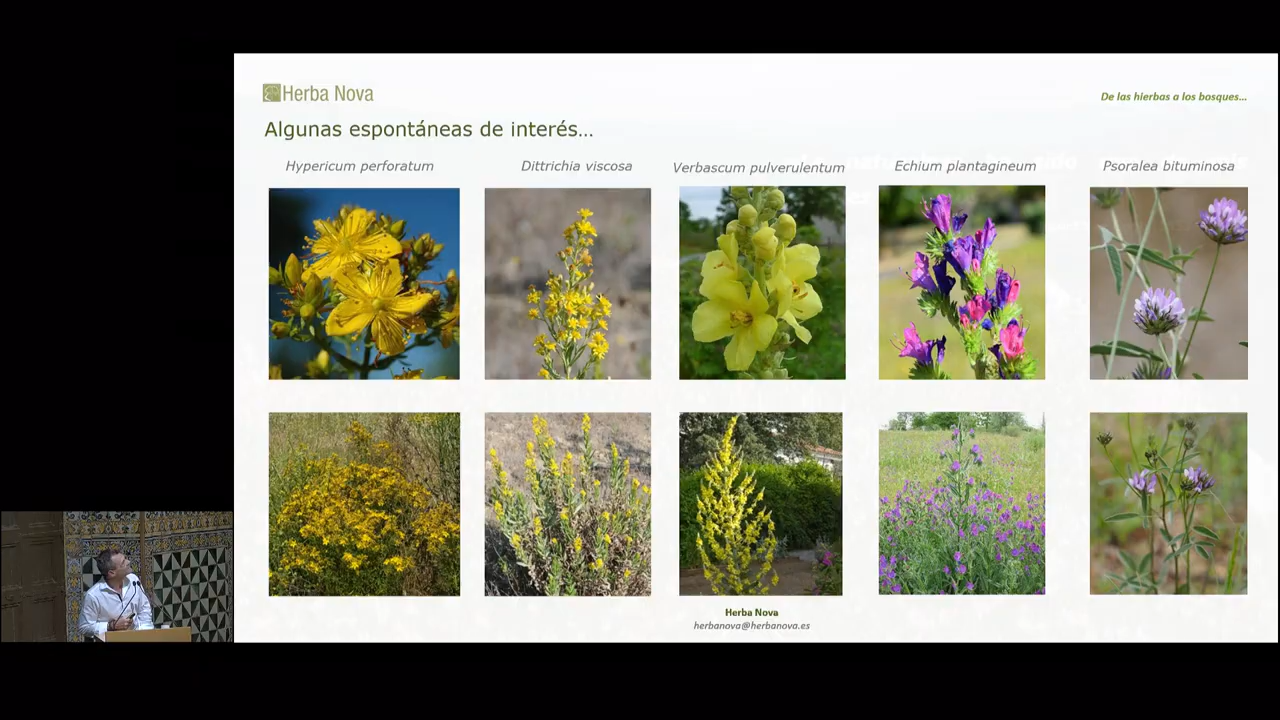 Herba Nova
De las hierbas a los bosques...
Algunas espontáneas de interés...
Hypericum perforatum
Dittrichia viscosa
Verbascum pulverulentum
Echium plantagineum
Psoralea bituminosa
Herba Nova
herbanova@herbanova.es